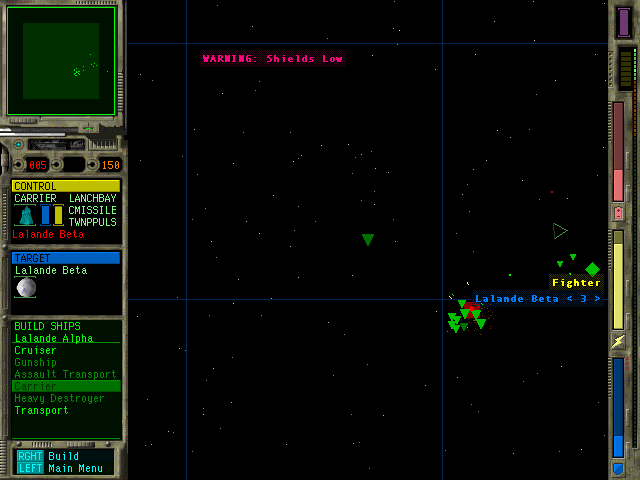 WARNING: Shields Low
005 150
CONTROL
CARRIER LANCHBAY
CMISSILE
TWNPPULS
Lalande Beta
TARGET
Lalande Beta
Fighter
Lalande Beta < 3 >
BUILD SHIPS
Lalande Alpha
Cruiser
Gunship
Assault Transport
Carrier
Heavy Destroyer
Transport
RGHT Build
LEFT Main Menu